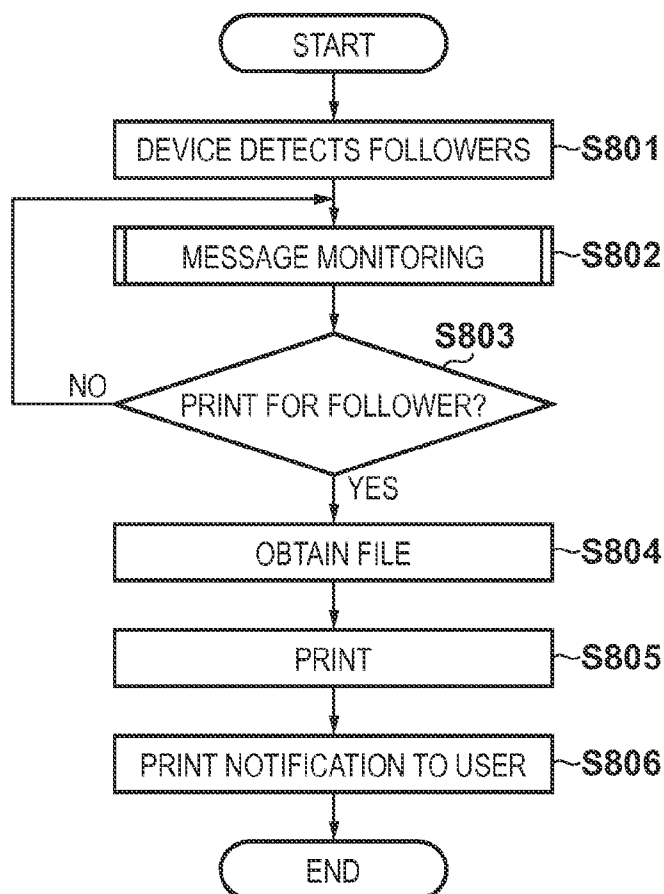 START
DEVICE DETECTS FOLLOWERS S801
MESSAGE MONITORING S802
S803
NO PRINT FOR FOLLOWER?
YES
OBTAIN FILE S804
PRINT S805
PRINT NOTIFICATION TO USER S806
END